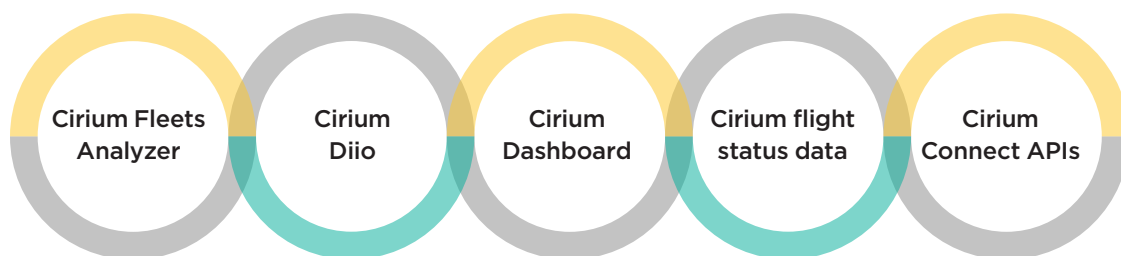 Cirium Fleets
Analyzer
Cirium
Diio
Cirium
Dashboard
Cirium flight
status data
Cirium
Connect APIs